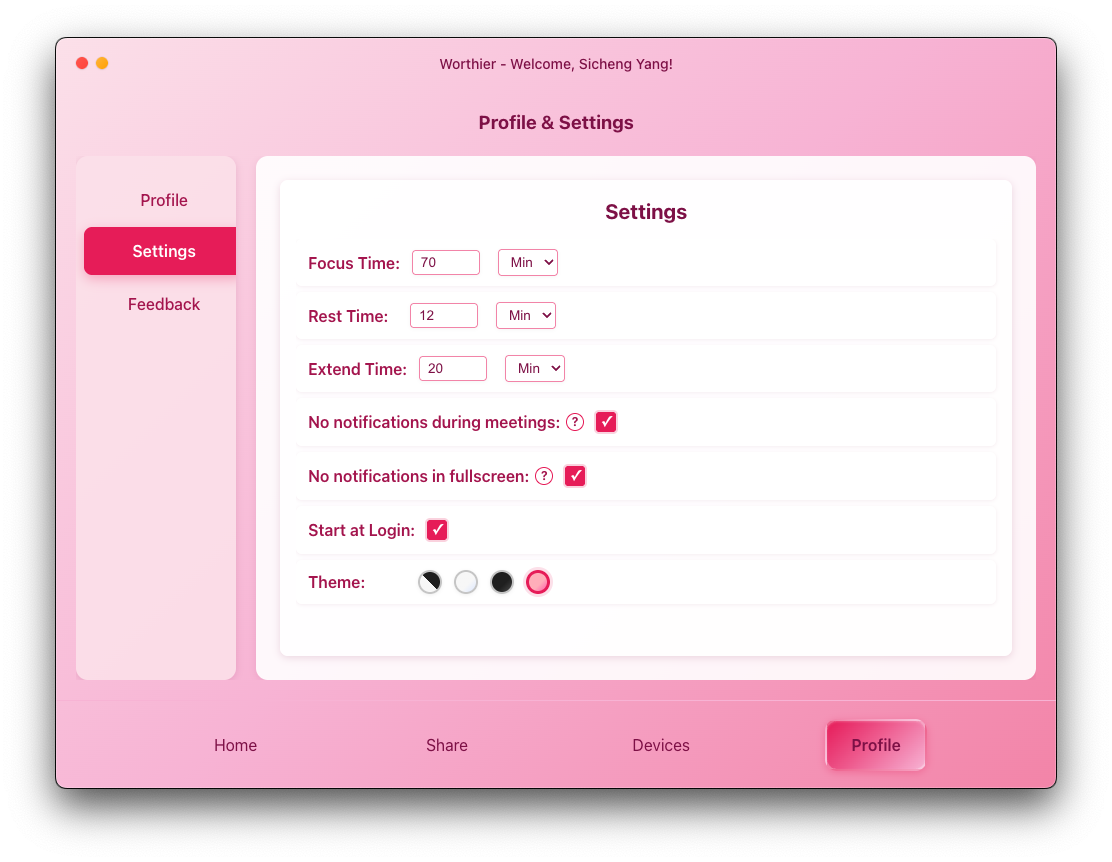 Worthier - Welcome, Sicheng Yang!
Profile & Settings
Profile
Settings
Feedback
Settings
Focus Time: 70 Min
Rest Time: 12 Min
Extend Time: 20 Min
No notifications during meetings: ?
No notifications in fullscreen: ?
Start at Login:
Theme:
Home Share Devices Profile